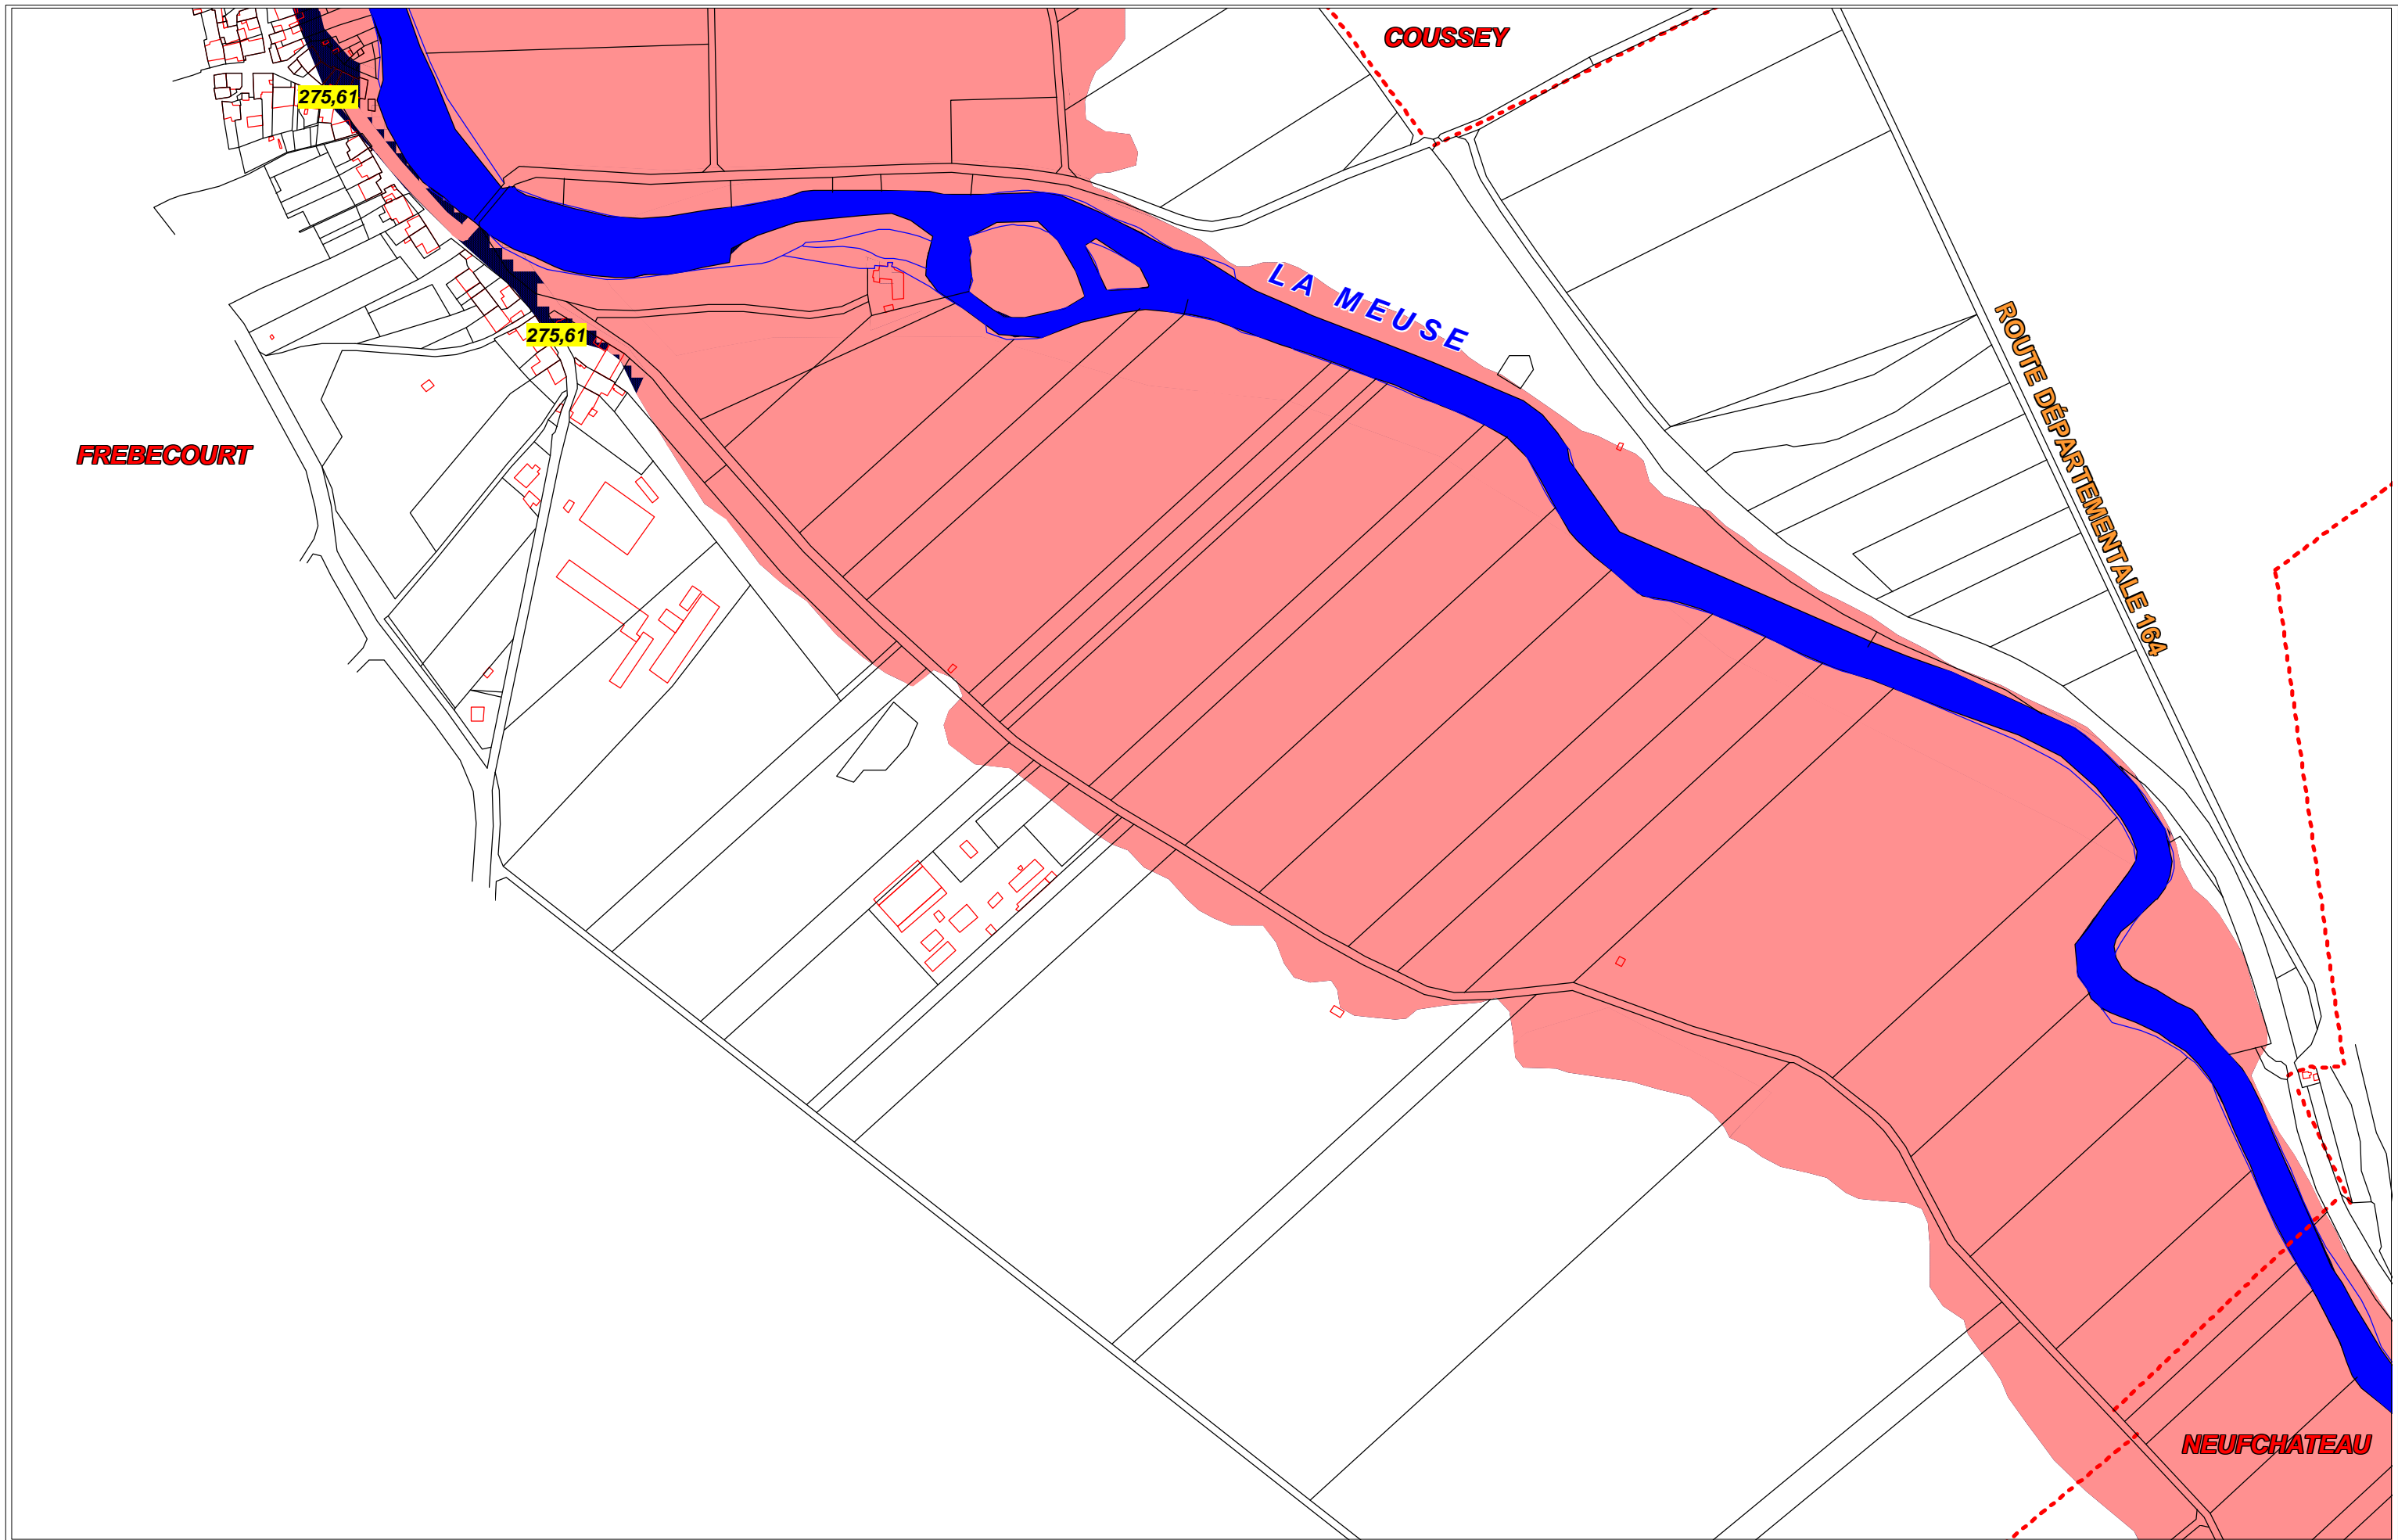 COUSSEY
275,61
LA MEUSE
275,61
ROUTE DÉPARTEMENTALE 164
FREBECOURT
NEUFCHATEAU